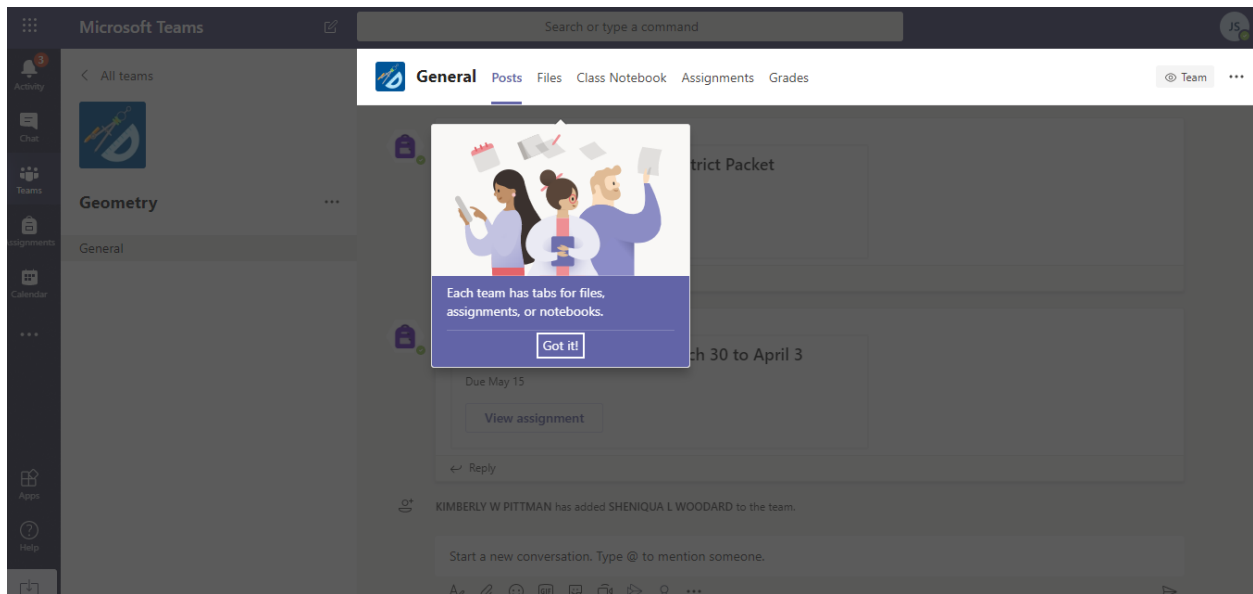 Microsoft Teams
Search or type a command
JS
3
Activity
Chat
Teams
Assignments
Calendar
Apps
Help
All teams
Geometry
General
General Posts Files Class Notebook Assignments Grades
Team
trict Packet
Each team has tabs for files,
assignments, or notebooks.
Got it!
ch 30 to April 3
Due May 15
View assignment
Reply
KIMBERLY W PITTMAN has added SHENIQUA L WOODARD to the team.
Start a new conversation. Type @ to mention someone.
GIF